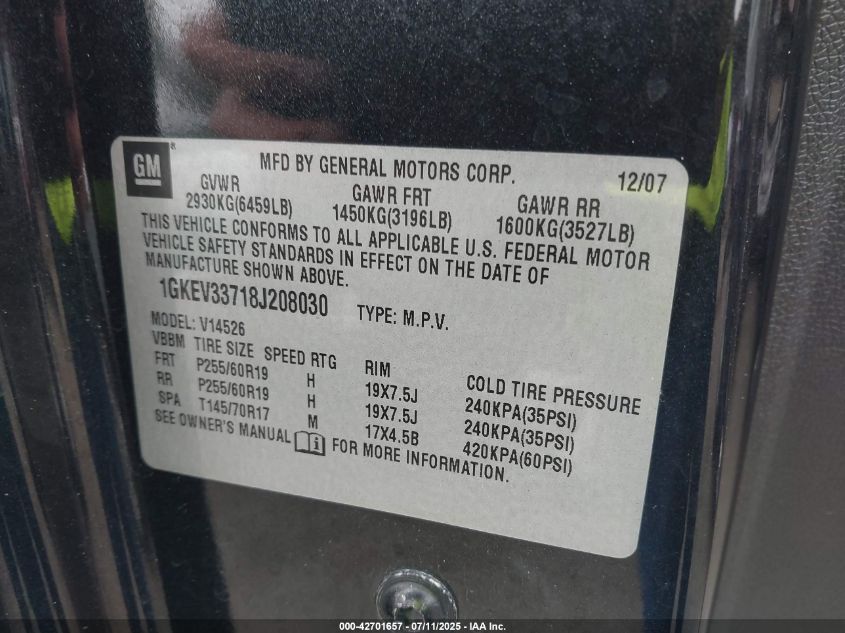 GM ®
MFD BY GENERAL MOTORS CORP. 12/07
GVWR GAWR FRT GAWR RR
2930KG(6459LB) 1450KG(3196LB) 1600KG(3527LB)
THIS VEHICLE CONFORMS TO ALL APPLICABLE U.S. FEDERAL MOTOR
VEHICLE SAFETY STANDARDS IN EFFECT ON THE DATE OF
MANUFACTURE SHOWN ABOVE.
1GKEV33718J208030 TYPE: M.P.V.
MODEL: V14526
VBBM TIRE SIZE SPEED RTG RIM COLD TIRE PRESSURE
FRT P255/60R19 H 19X7.5J 240KPA(35PSI)
RR P255/60R19 H 19X7.5J 240KPA(35PSI)
SPA T145/70R17 M 17X4.5B 420KPA(60PSI)
SEE OWNER'S MANUAL i FOR MORE INFORMATION.
000-42701657 - 07/11/2025 - IAA Inc.